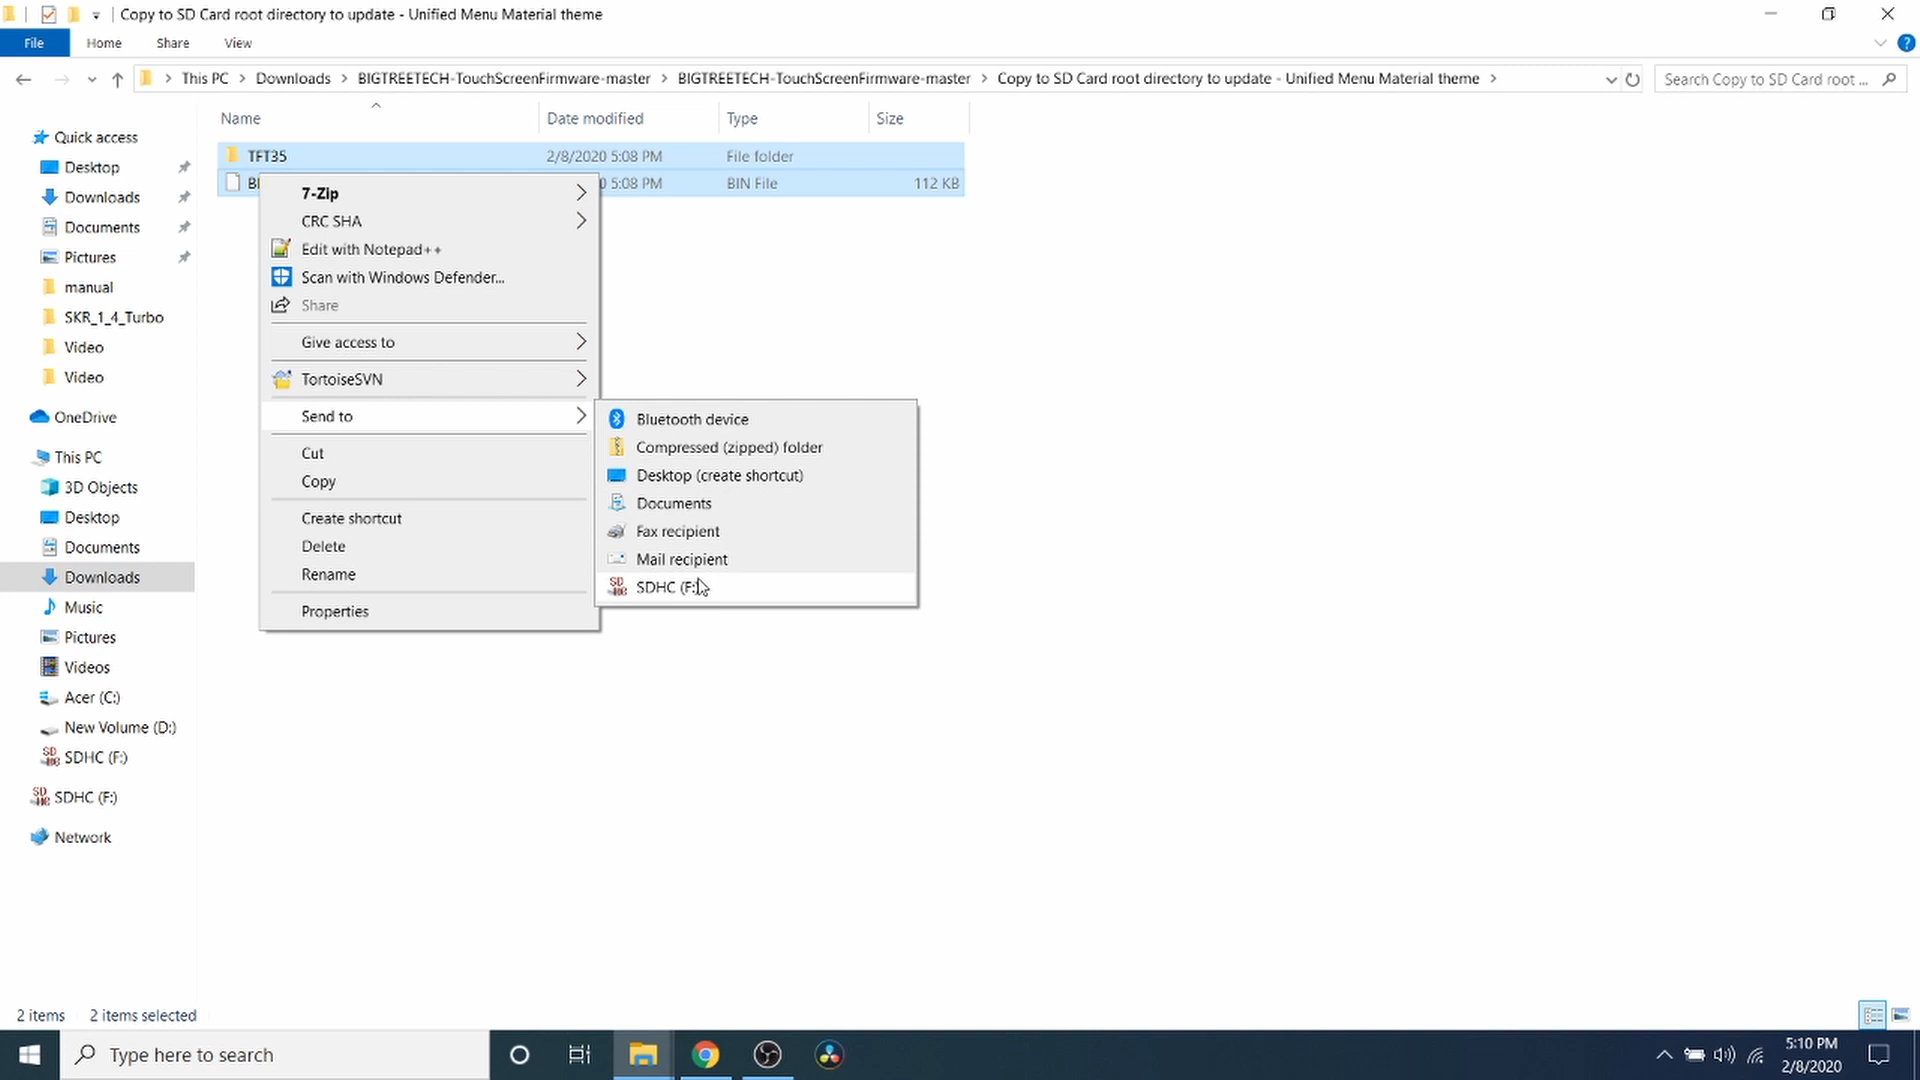 Copy to SD Card root directory to update - Unified Menu Material theme
File Home Share View
This PC Downloads BIGTREETECH-TouchScreenFirmware-master BIGTREETECH-TouchScreenFirmware-master Copy to SD Card root directory to update - Unified Menu Material theme Search Copy to SD Card root ...
Name Date modified Type Size
TFT35 2/8/2020 5:08 PM File folder
5:08 PM BIN File 112 KB
Quick access
Desktop
Downloads
Documents
Pictures
manual
SKR_1_4_Turbo
Video
Video
OneDrive
This PC
3D Objects
Desktop
Documents
Downloads
Music
Pictures
Videos
Acer (C:)
New Volume (D:)
SDHC (F:)
SDHC (F:)
Network
7-Zip
CRC SHA
Edit with Notepad++
Scan with Windows Defender...
Share
Give access to
TortoiseSVN
Send to
Cut
Copy
Create shortcut
Delete
Rename
Properties
Bluetooth device
Compressed (zipped) folder
Desktop (create shortcut)
Documents
Fax recipient
Mail recipient
SDHC (F:)
2 items 2 items selected
Type here to search
5:10 PM
2/8/2020